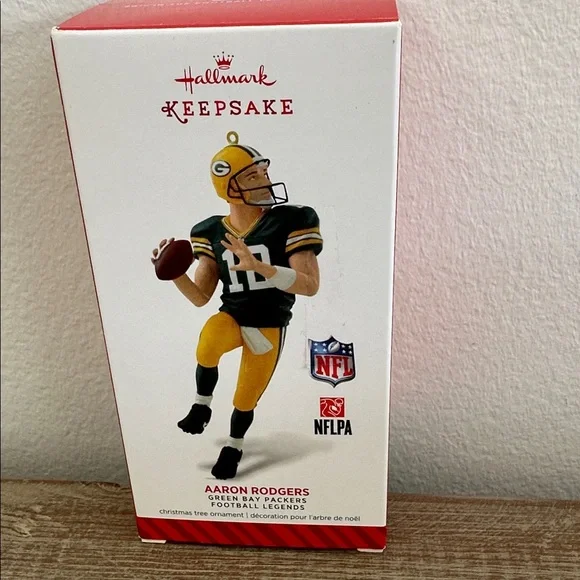 Hallmark
KEEPSAKE
G
12
NFL
NFLPA
AARON RODGERS
GREEN BAY PACKERS
FOOTBALL LEGENDS
christmas tree ornament | décoration pour l'arbre de noël